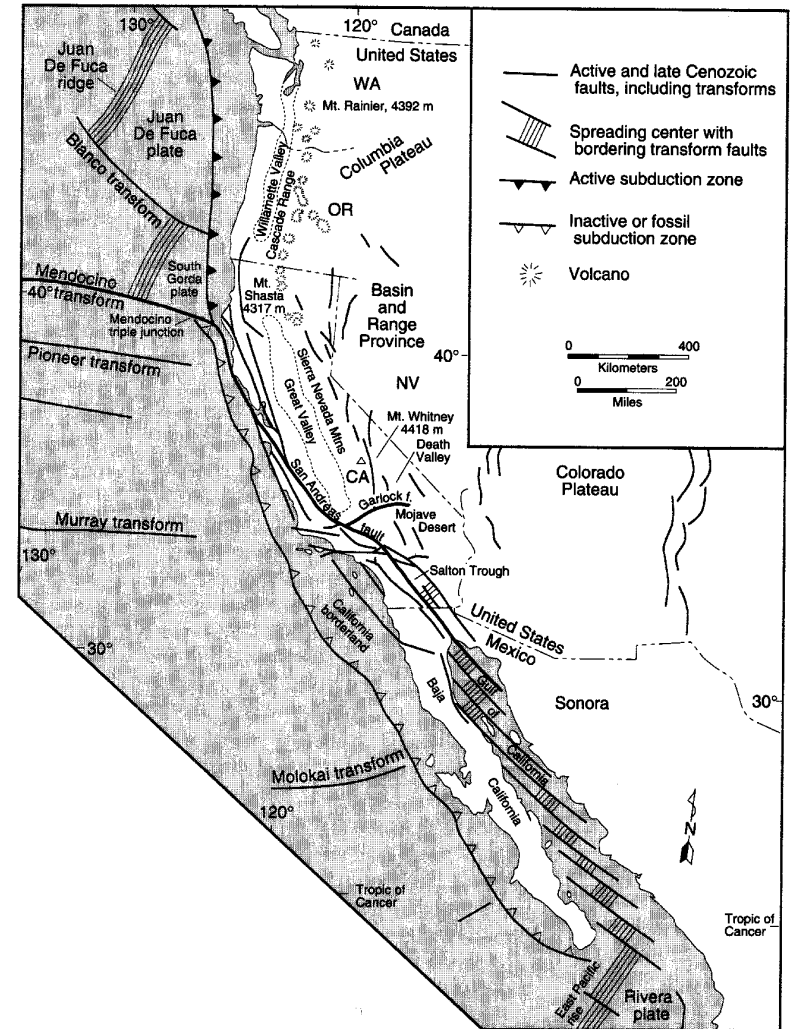 130°
120°
Canada
United States
Juan
De Fuca
ridge
WA
Mt. Rainier, 4392 m
Juan
De Fuca
plate
Blanco transform
Columbia
Plateau
Williamette Valley
Cascade Range
OR
Mendocino
40° transform
South
Gorda
plate
Mt.
Shasta
4317 m
Mendocino
triple junction
Basin
and
Range
Province
40°
Pioneer transform
Sierra Nevada Mtns
Great Valley
NV
Mt. Whitney
4418 m
Death
Valley
CA
San Andreas
fault
Garlock f.
Mojave
Desert
Murray transform
130°
Salton Trough
California
borderland
United States
Mexico
30°
Colorado
Plateau
Baja
California
Gulf
of
California
Sonora
30°
Molokai transform
120°
Tropic of
Cancer
N
Tropic of
Cancer
East Pacific
rise
Rivera
plate
Active and late Cenozoic
faults, including transforms
Spreading center with
bordering transform faults
Active subduction zone
Inactive or fossil
subduction zone
Volcano
0 400
Kilometers
0 200
Miles